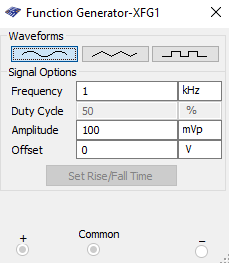 Function Generator-XFG1
Waveforms
Signal Options
Frequency 1 kHz
Duty Cycle 50 %
Amplitude 100 mVp
Offset 0 V
Set Rise/Fall Time
+ Common −